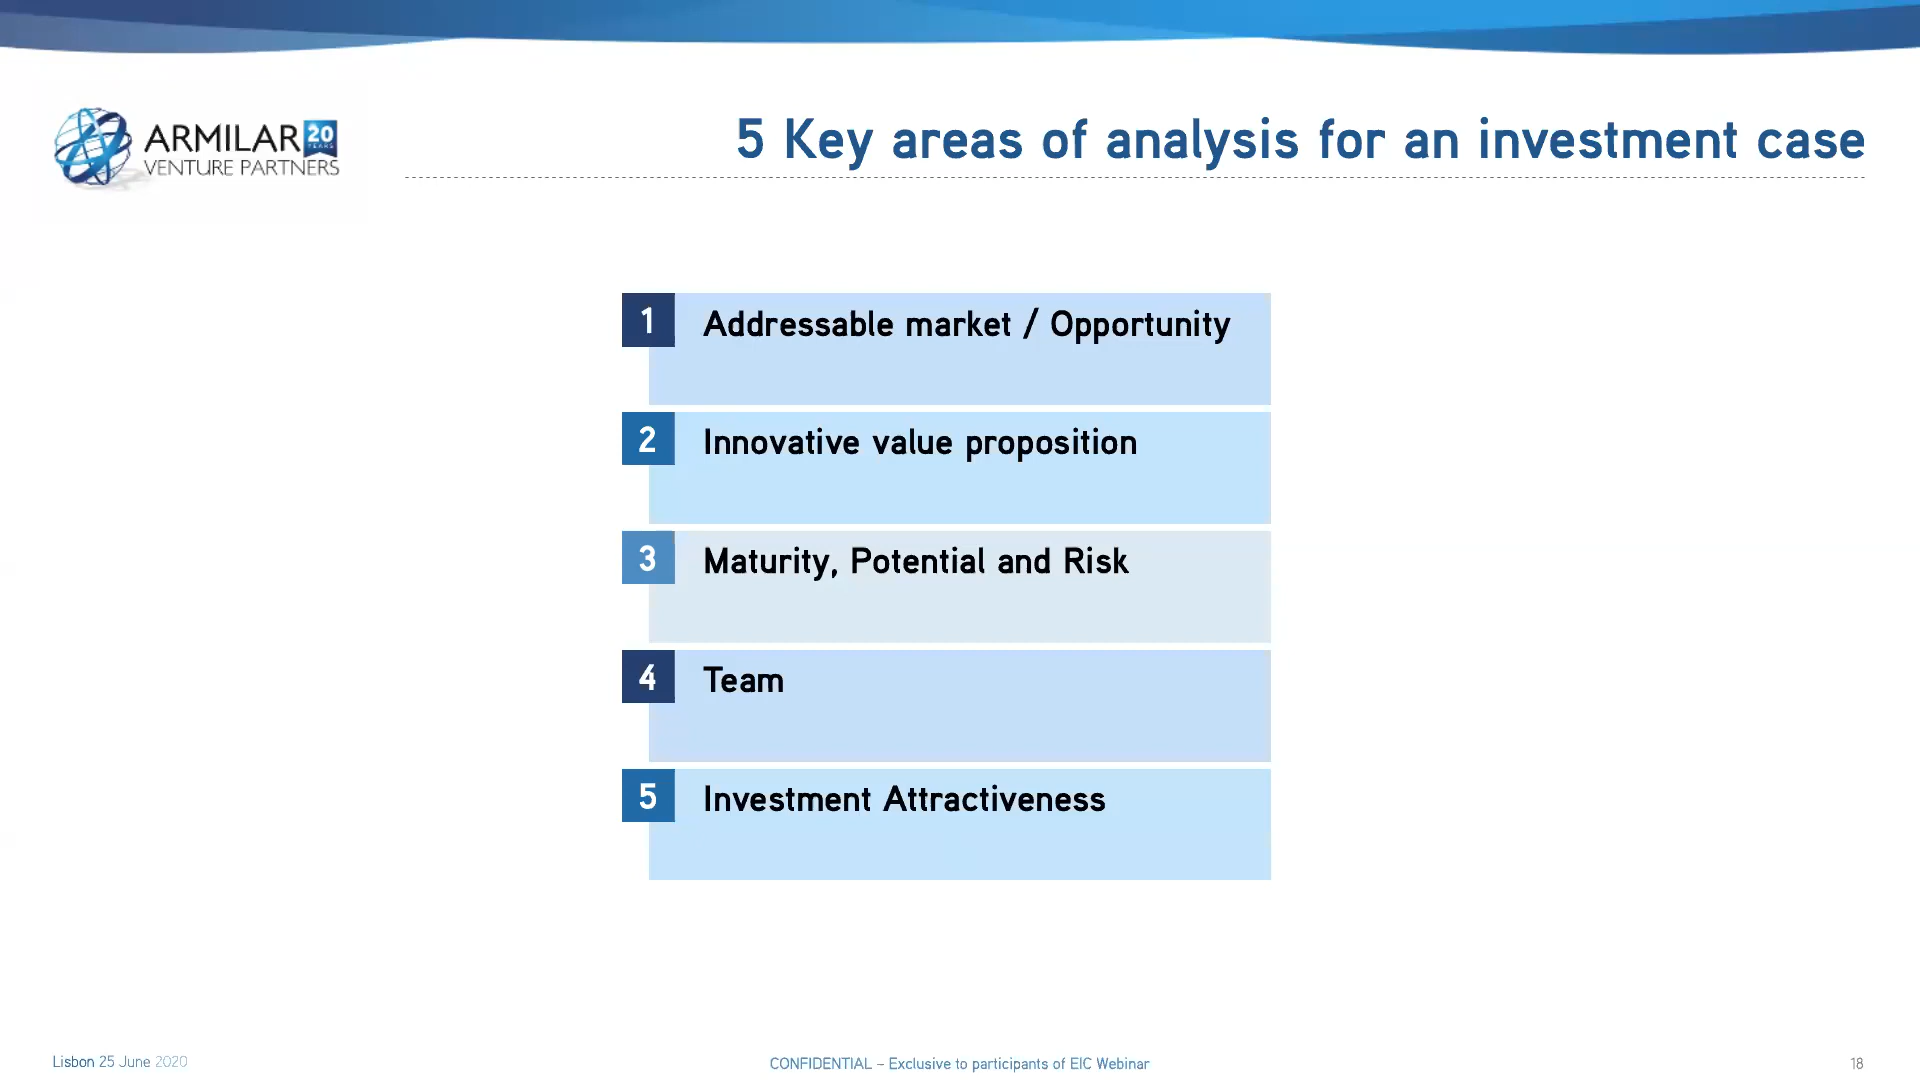 ARMILAR 20
YEARS
VENTURE PARTNERS
5 Key areas of analysis for an investment case
1 Addressable market / Opportunity
2 Innovative value proposition
3 Maturity, Potential and Risk
4 Team
5 Investment Attractiveness
Lisbon 25 June 2020
CONFIDENTIAL – Exclusive to participants of EIC Webinar
18